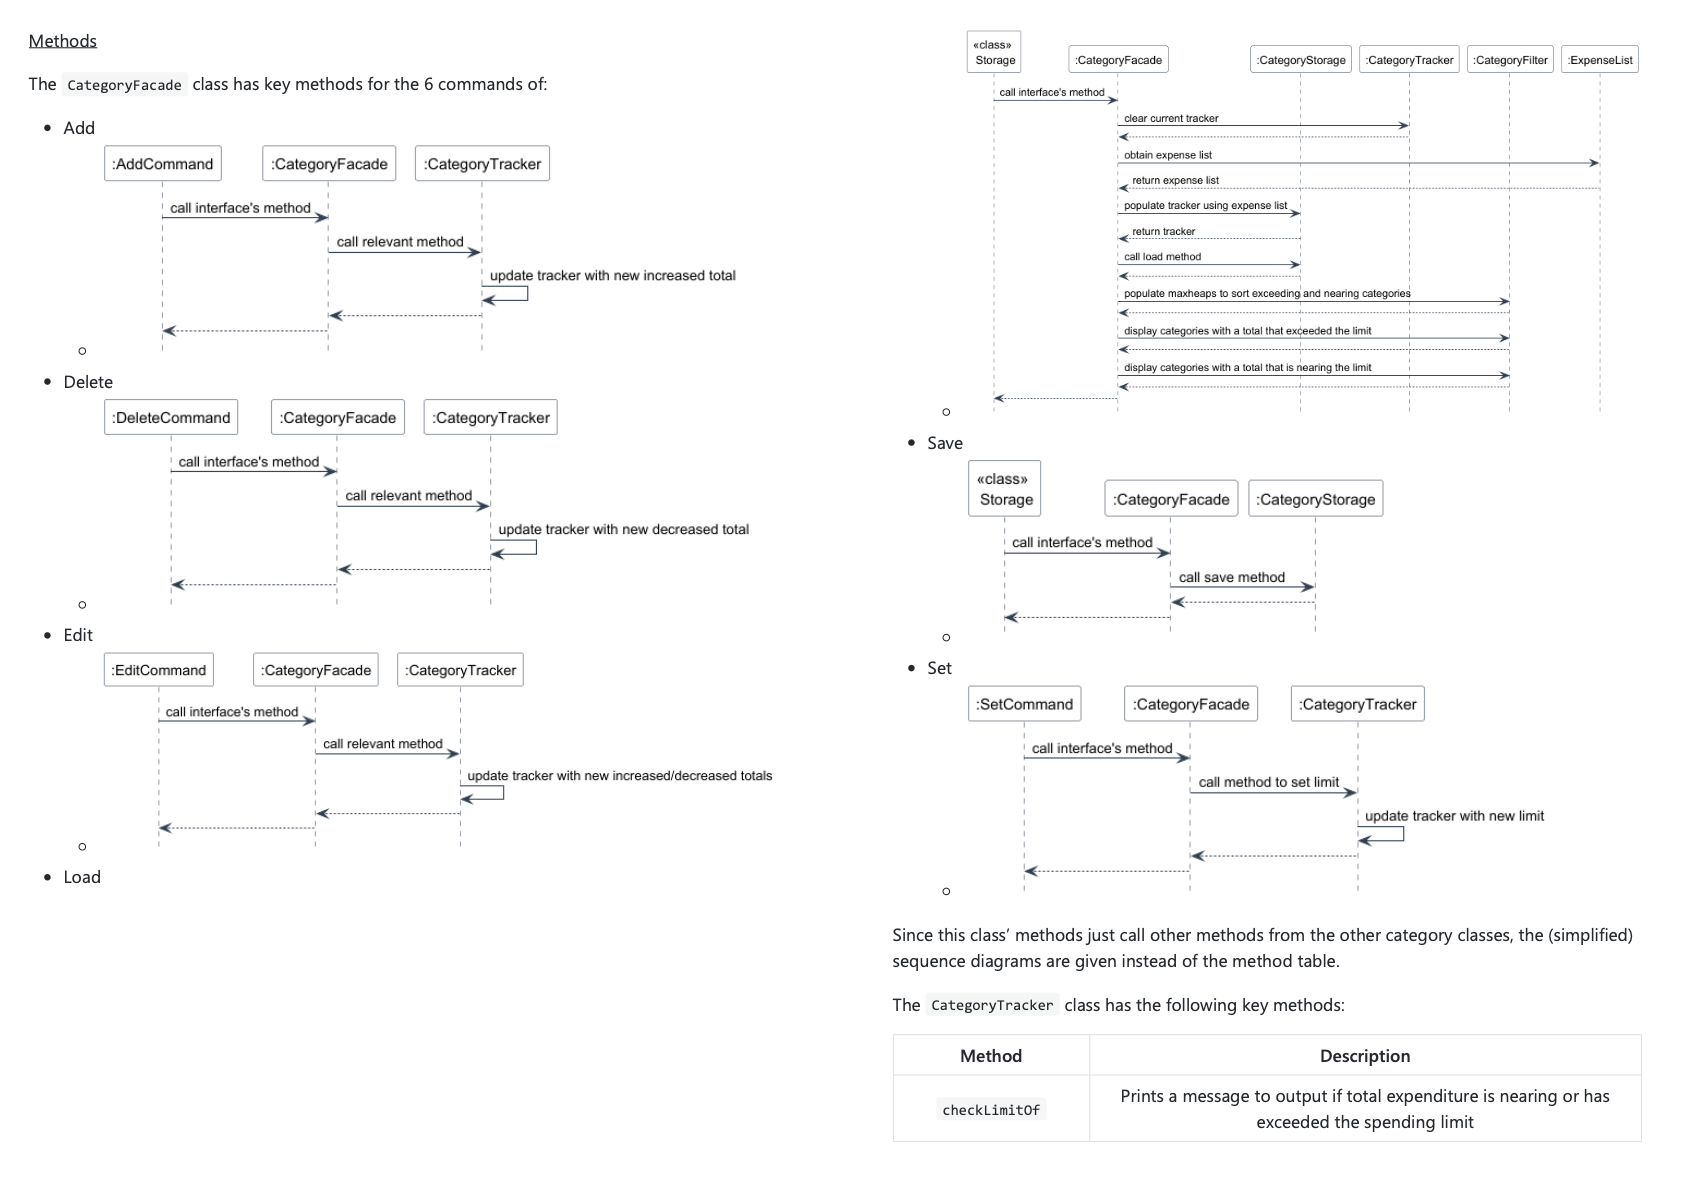 Methods
The CategoryFacade class has key methods for the 6 commands of:
Add
:AddCommand :CategoryFacade :CategoryTracker
call interface's method
call relevant method
update tracker with new increased total
Delete
:DeleteCommand :CategoryFacade :CategoryTracker
call interface's method
call relevant method
update tracker with new decreased total
Edit
:EditCommand :CategoryFacade :CategoryTracker
call interface's method
call relevant method
update tracker with new increased/decreased totals
Load
«class»
Storage :CategoryFacade :CategoryStorage :CategoryTracker :CategoryFilter :ExpenseList
call interface's method
clear current tracker
obtain expense list
return expense list
populate tracker using expense list
return tracker
call load method
populate maxheaps to sort exceeding and nearing categories
display categories with a total that exceeded the limit
display categories with a total that is nearing the limit
Save
«class»
Storage :CategoryFacade :CategoryStorage
call interface's method
call save method
Set
:SetCommand :CategoryFacade :CategoryTracker
call interface's method
call method to set limit
update tracker with new limit
Since this class’ methods just call other methods from the other category classes, the (simplified)
sequence diagrams are given instead of the method table.
The CategoryTracker class has the following key methods:
Method Description
checkLimitOf Prints a message to output if total expenditure is nearing or has
exceeded the spending limit